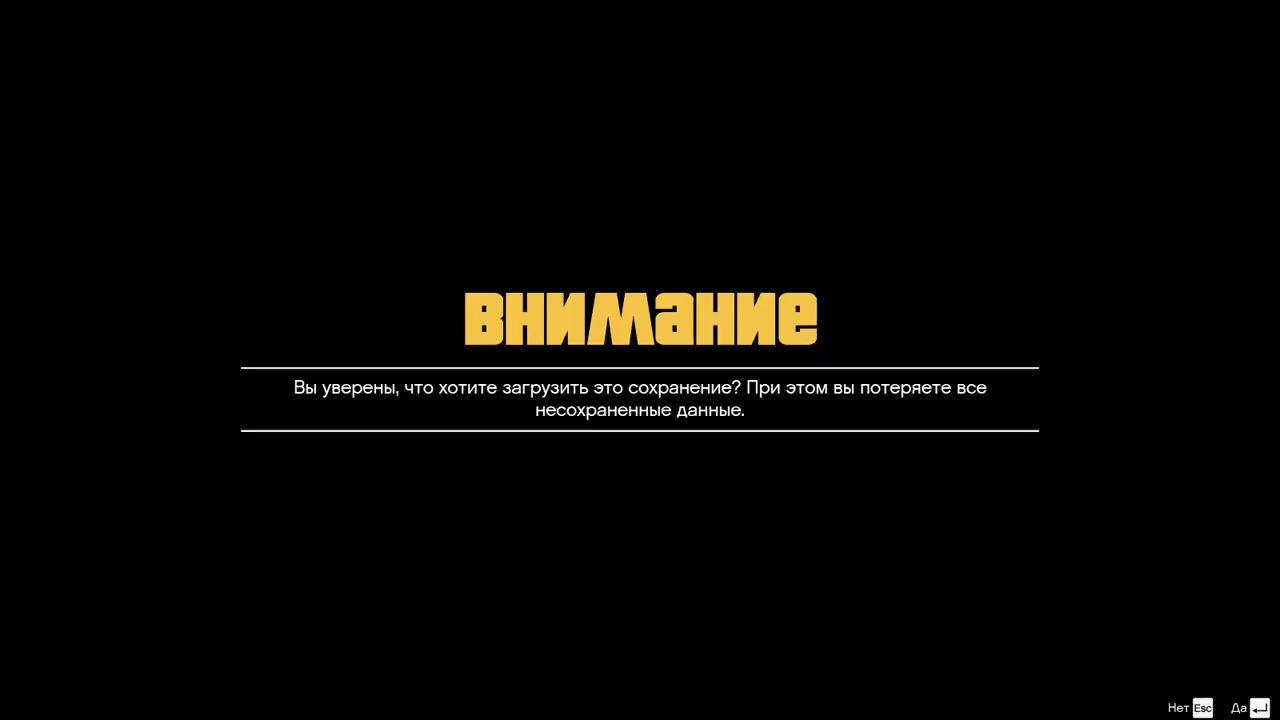 внимание
Вы уверены, что хотите загрузить это сохранение? При этом вы потеряете все
несохраненные данные.
Нет Esc Да